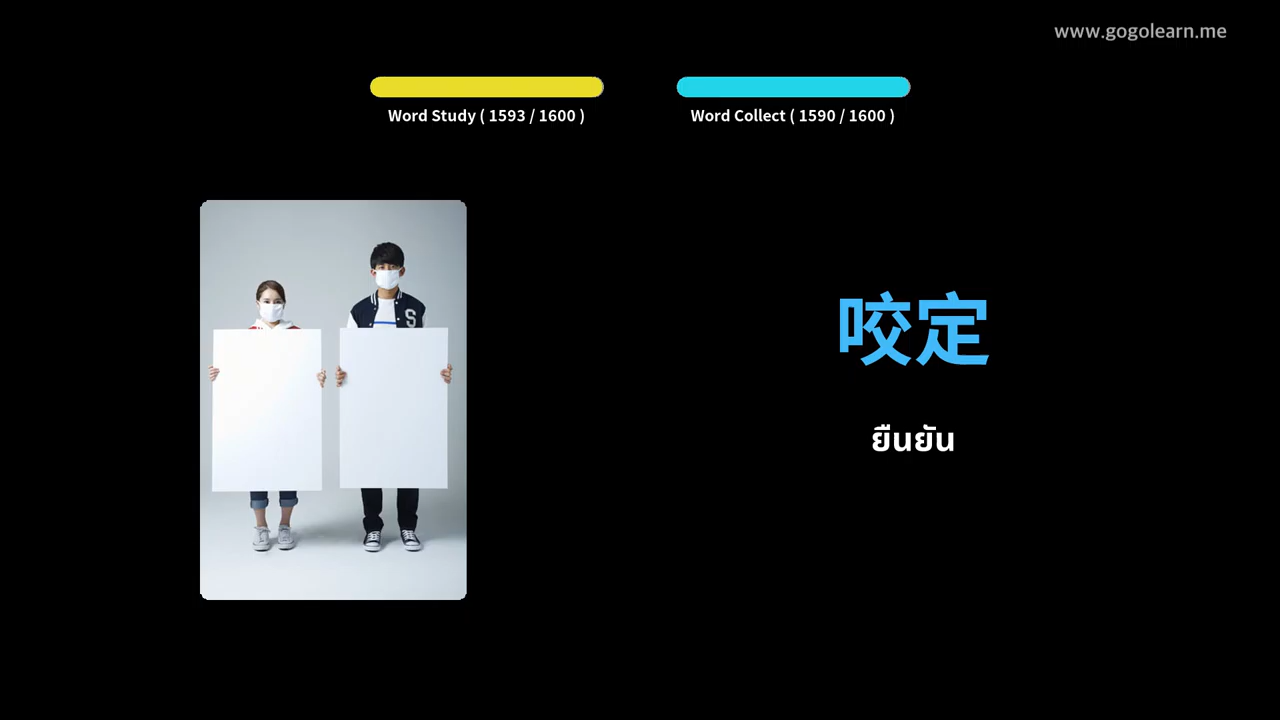 www.gogolearn.me
Word Study ( 1593 / 1600 )
Word Collect ( 1590 / 1600 )
S
咬定
ยืนยัน